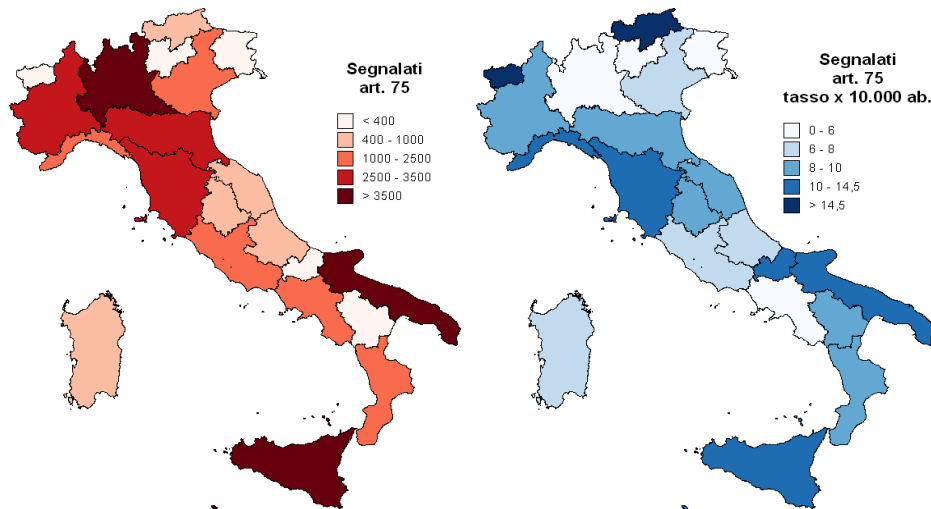 Segnalati
art. 75
< 400
400 - 1000
1000 - 2500
2500 - 3500
> 3500
Segnalati
art. 75
tasso x 10.000 ab.
0 - 6
6 - 8
8 - 10
10 - 14,5
> 14,5